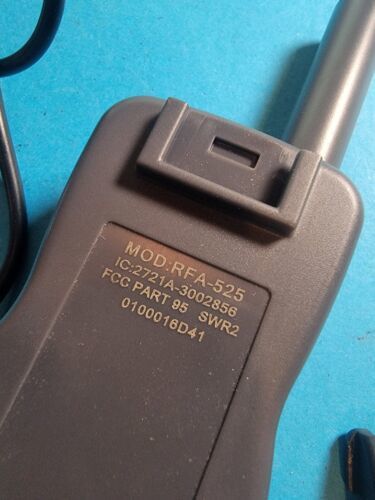 MOD:RFA-525
IC:2721A-3002856
FCC PART 95 SWR2
0100016D41